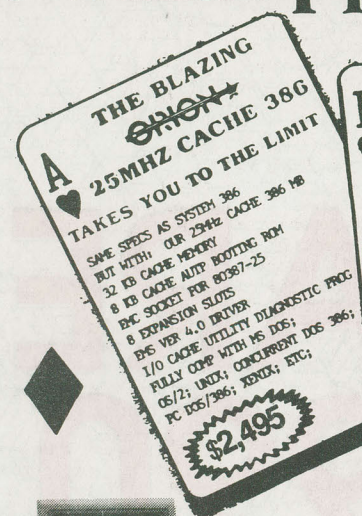 THE BLAZING
ORION
25MHZ CACHE 386
TAKES YOU TO THE LIMIT
A
SAME SPECS AS SYSTEM 386
BUT WITH: OUR 25MHz CACHE 386 MB
32 KB CACHE MEMORY
8 KB CACHE AUTP BOUTING ROM
EMC SOCKET FOR 80387-25
8 EXPANSION SLOTS
EMS VER 4.0 DRIVER
I/O CACHE UTILITY DIAGNOSTIC PROG
FULLY COMP WITH MS DOS;
OS/2; UNIX; CONCURRENT DOS 386;
PC DOS/386; XENIX; ETC;
$2,495